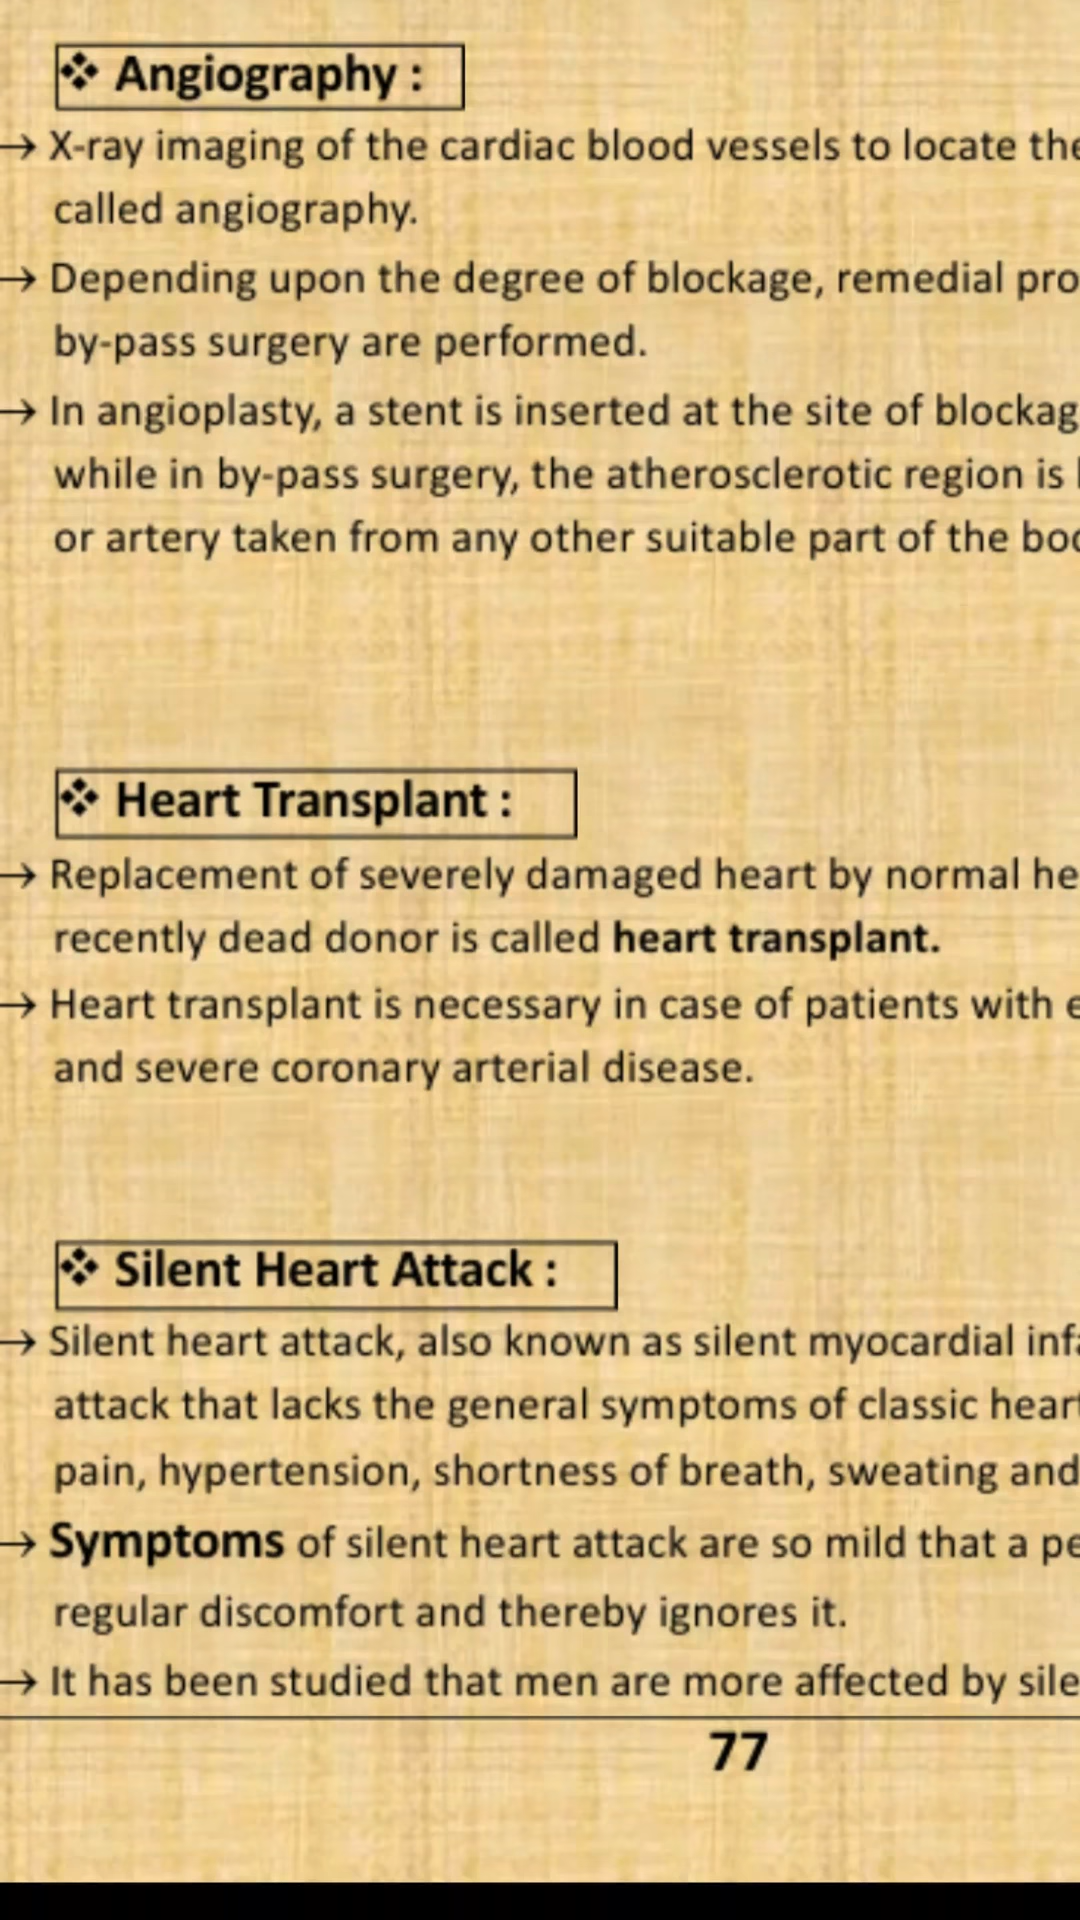 ❖ Angiography :
→ X-ray imaging of the cardiac blood vessels to locate the
called angiography.
→ Depending upon the degree of blockage, remedial pro
by-pass surgery are performed.
→ In angioplasty, a stent is inserted at the site of blockag
while in by-pass surgery, the atherosclerotic region is
or artery taken from any other suitable part of the
❖ Heart Transplant :
→ Replacement of severely damaged heart by normal he
recently dead donor is called heart transplant.
→ Heart transplant is necessary in case of patients with e
and severe coronary arterial disease.
❖ Silent Heart Attack :
→ Silent heart attack, also known as silent myocardial inf
attack that lacks the general symptoms of classic heart
pain, hypertension, shortness of breath, sweating and
→ Symptoms of silent heart attack are so mild that a pe
regular discomfort and thereby ignores it.
→ It has been studied that men are more affected by sile
77